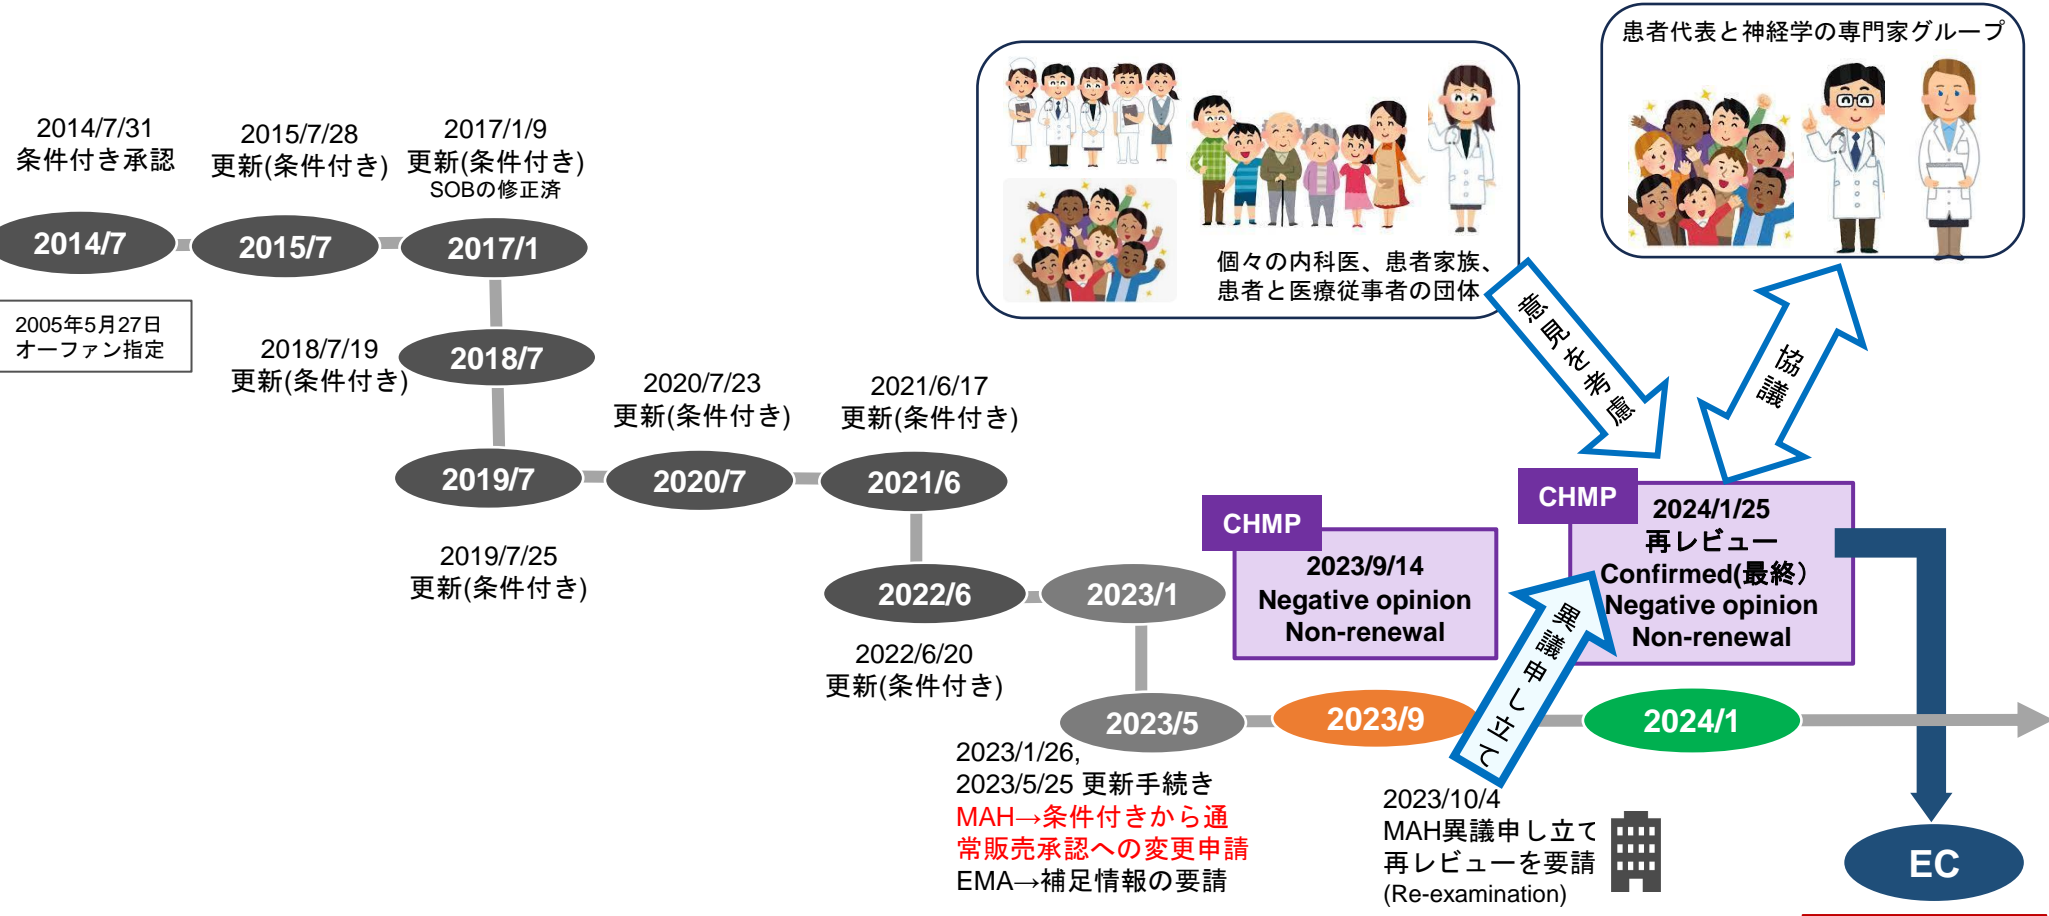 2014/7/31
条件付き承認
2015/7/28
更新(条件付き)
2017/1/9
更新(条件付き)
SOBの修正済
2014/7
2015/7
2017/1
2005年5月27日
オーファン指定
2018/7/19
更新(条件付き)
2018/7
2019/7
2019/7/25
更新(条件付き)
2020/7/23
更新(条件付き)
2020/7
2021/6/17
更新(条件付き)
2021/6
2022/6
2022/6/20
更新(条件付き)
2023/1
2023/5
2023/1/26,
2023/5/25 更新手続き
MAH→条件付きから通
常販売承認への変更申請
EMA→補足情報の要請
CHMP
2023/9/14
Negative opinion
Non-renewal
2023/9
異議申し立て
2023/10/4
MAH異議申し立て
再レビューを要請
(Re-examination)
個々の内科医、患者家族、
患者と医療従事者の団体
意見を考慮
患者代表と神経学の専門家グループ
協議
CHMP
2024/1/25
再レビュー
Confirmed(最終）
Negative opinion
Non-renewal
2024/1
EC